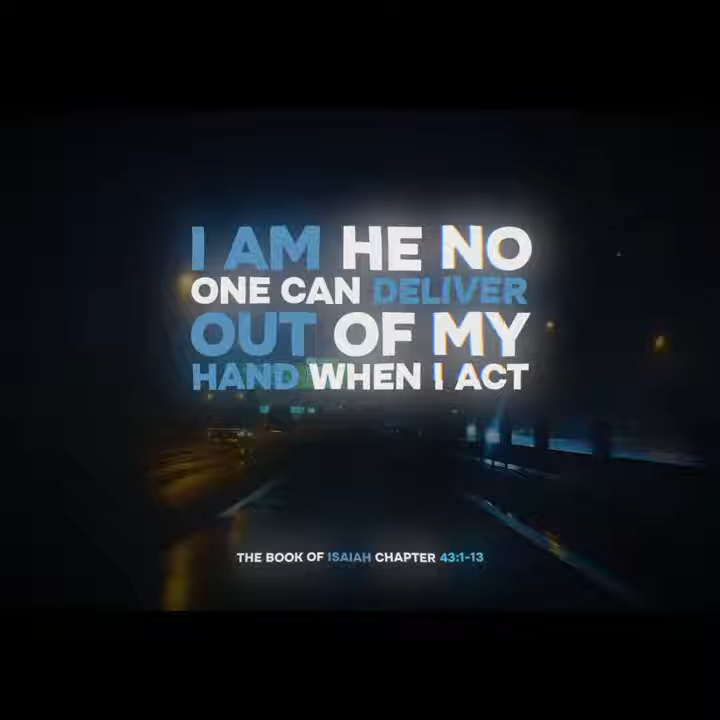 I AM HE NO
ONE CAN DELIVER
OUT OF MY
HAND WHEN I ACT
THE BOOK OF ISAIAH CHAPTER 43:1-13